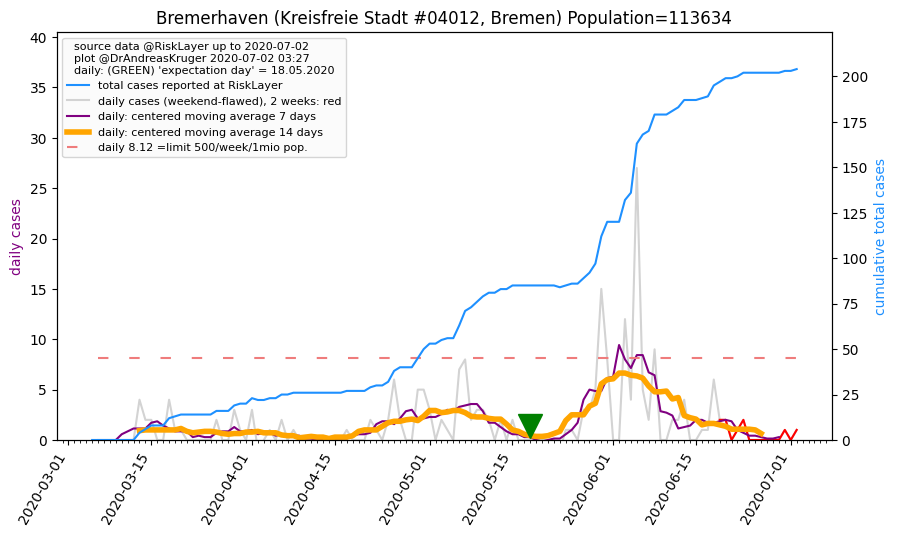 Bremerhaven (Kreisfreie Stadt #04012, Bremen) Population=113634
source data @RiskLayer up to 2020-07-02
plot @DrAndreasKruger 2020-07-02 03:27
daily: (GREEN) 'expectation day' = 18.05.2020
total cases reported at RiskLayer
daily cases (weekend-flawed), 2 weeks: red
daily: centered moving average 7 days
daily: centered moving average 14 days
daily 8.12 =limit 500/week/1mio pop.
daily cases
40
35
30
25
20
15
10
5
0
cumulative total cases
200
175
150
125
100
75
50
25
0
2020-03-01
2020-03-15
2020-04-01
2020-04-15
2020-05-01
2020-05-15
2020-06-01
2020-06-15
2020-07-01